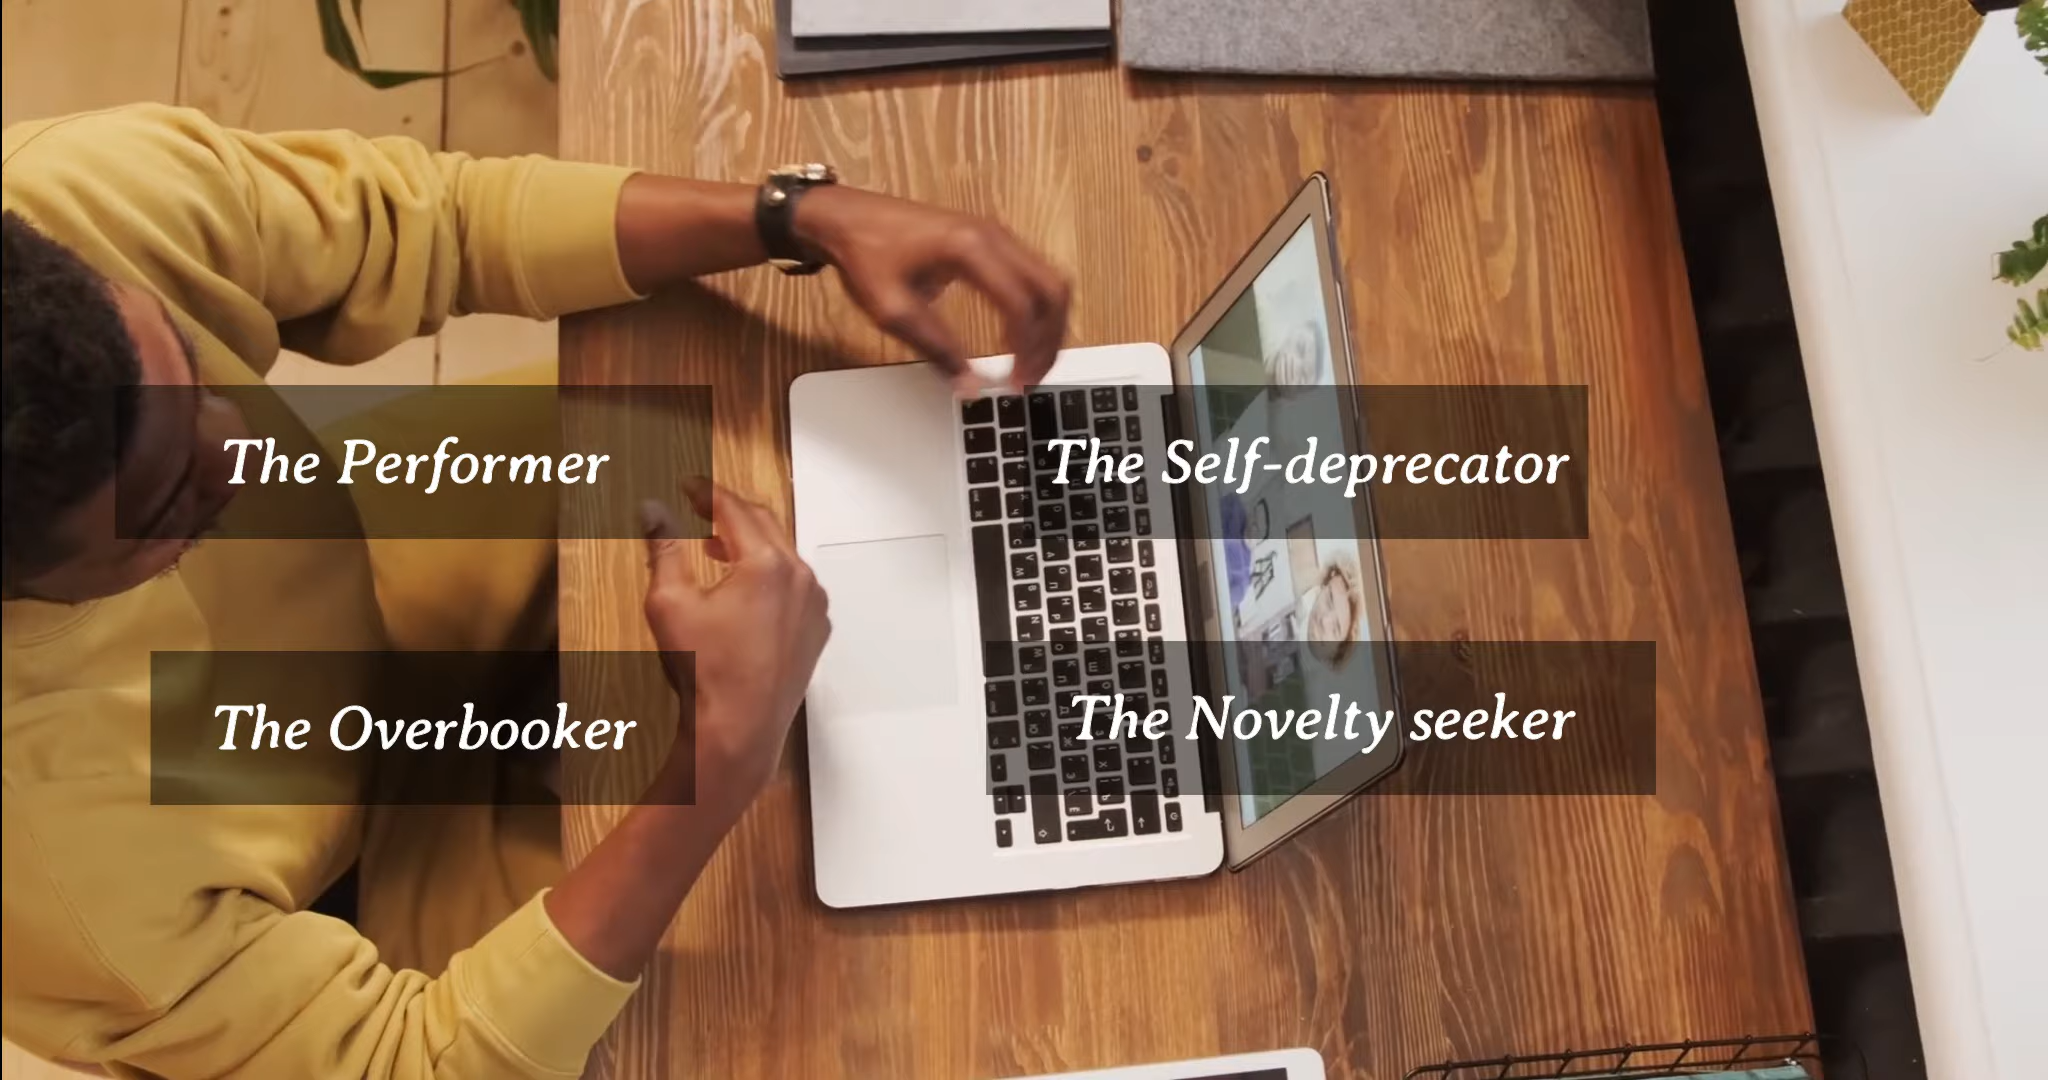 The Performer
The Self-deprecator
The Overbooker
The Novelty seeker